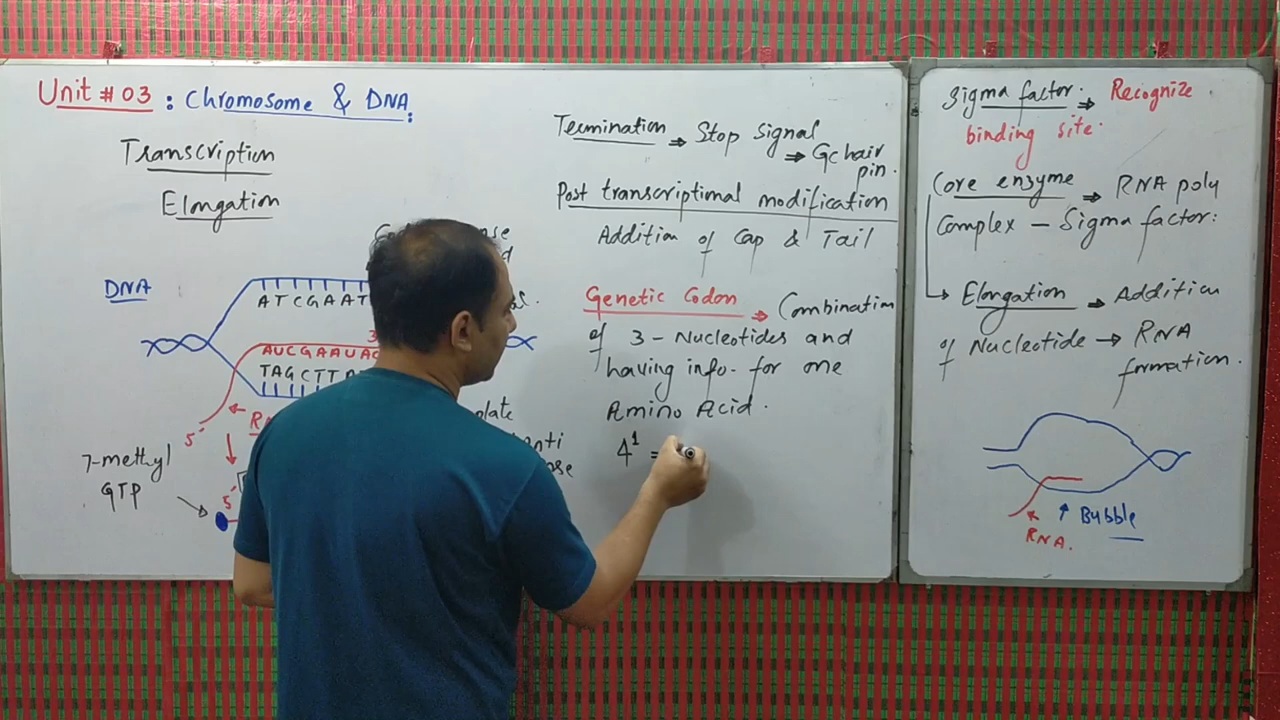 Unit # 03 : Chromosome & DNA.
Transcription
Elongation
DNA
ATCGAAT
3
AUCGAAUAC
TAGCTTA
5′
7-methyl
GTP
5′
Termination ⇒ Stop signal
⇒ GC hair
pin.
Post transcriptional modification
Addition of Cap & Tail
Genetic Codon ⇒ Combination
of 3-Nucleotides and
having info. for one
Amino Acid.
4¹ =
Sigma factor. ⇒ Recognize
binding site.
Core enzyme ⇒ RNA poly
Complex – Sigma factor:
Elongation ⇒ Addition
of Nucleotide → RNA
formation.
Bubble
RNA.